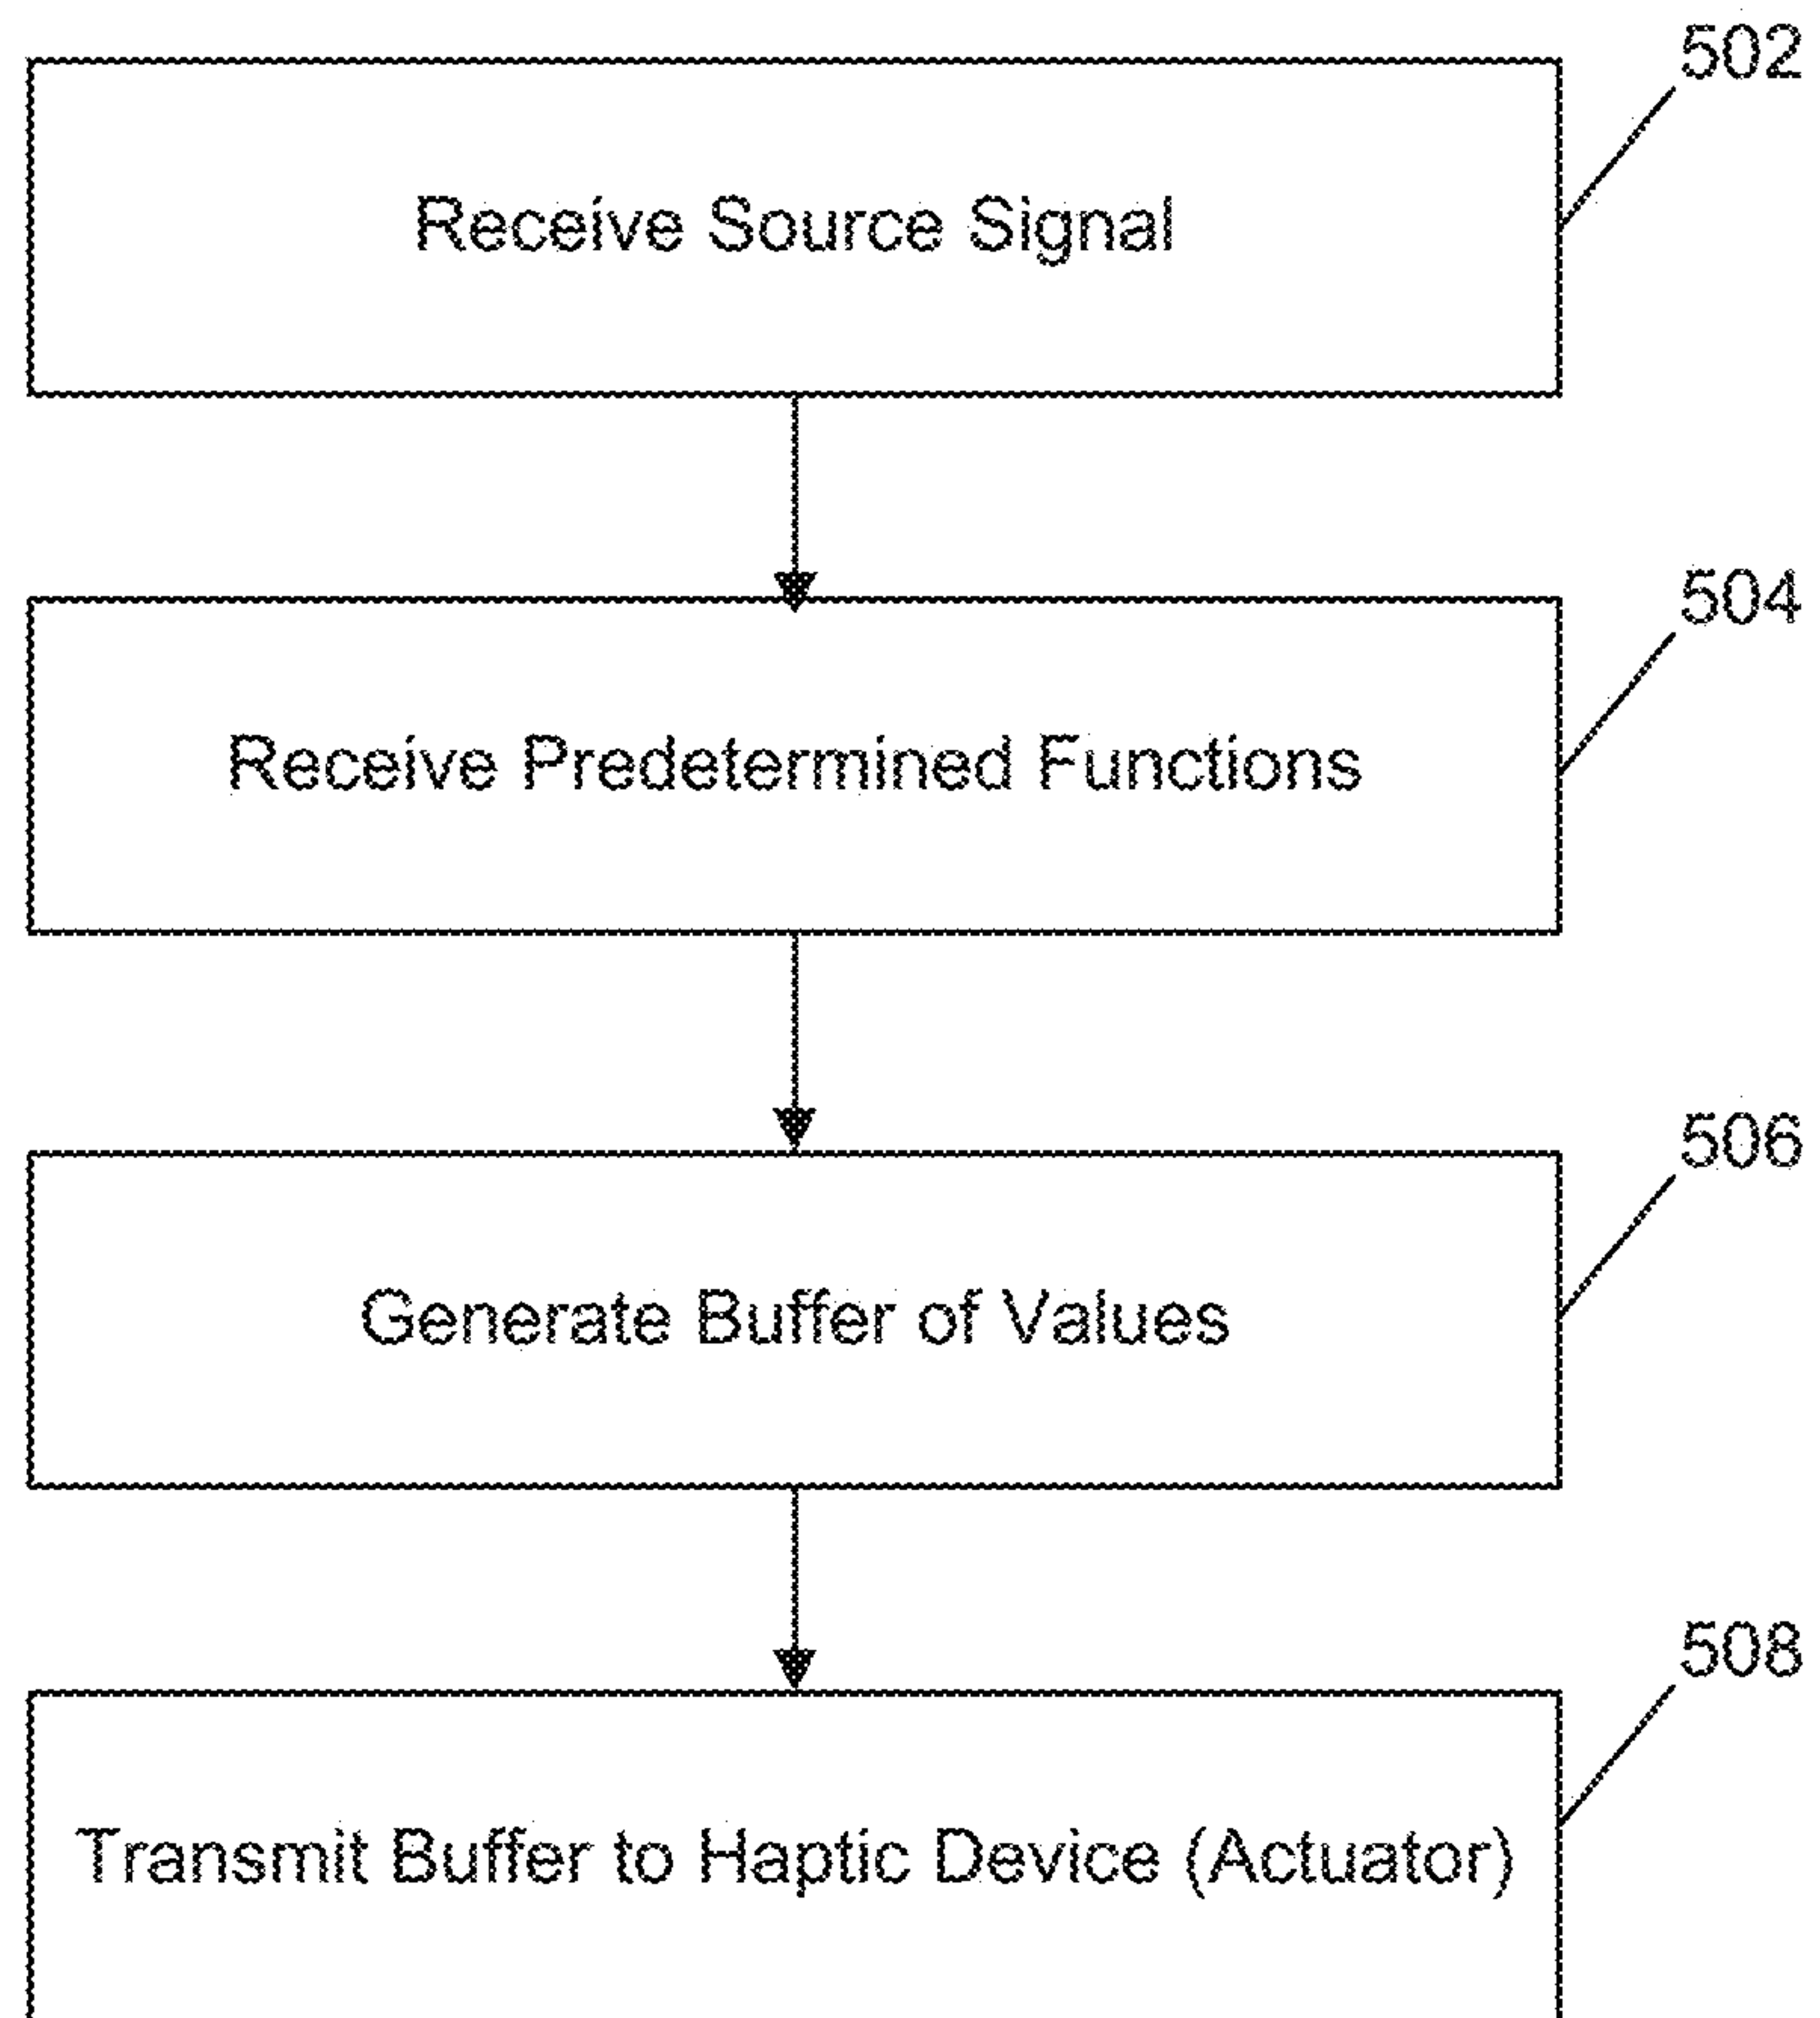 502
Receive Source Signal
504
Receive Predetermined Functions
506
Generate Buffer of Values
508
Transmit Buffer to Haptic Device (Actuator)